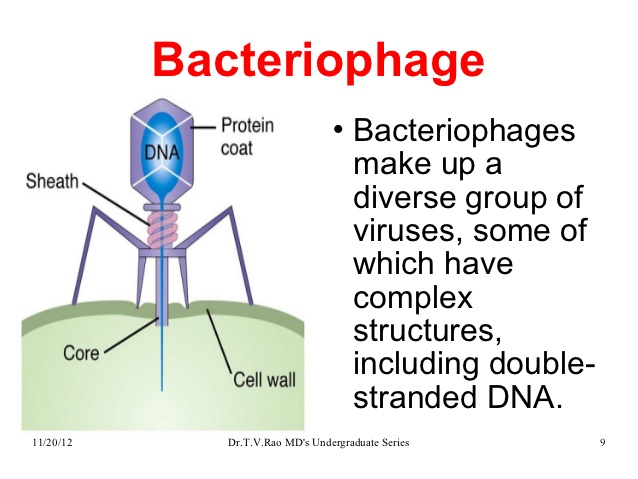 Bacteriophage
Protein
coat
DNA
Sheath
Core
Cell wall
• Bacteriophages
make up a
diverse group of
viruses, some of
which have
complex
structures,
including double-
stranded DNA.
11/20/12
Dr.T.V.Rao MD's Undergraduate Series
9